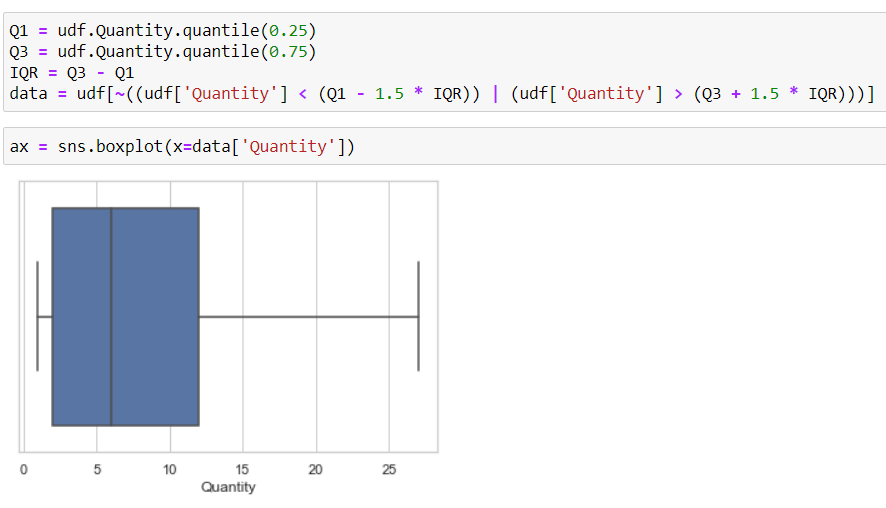 Q1 = udf.Quantity.quantile(0.25)
Q3 = udf.Quantity.quantile(0.75)
IQR = Q3 - Q1
data = udf[~((udf['Quantity'] < (Q1 - 1.5 * IQR)) | (udf['Quantity'] > (Q3 + 1.5 * IQR)))]
ax = sns.boxplot(x=data['Quantity'])
0 5 10 15 20 25
Quantity